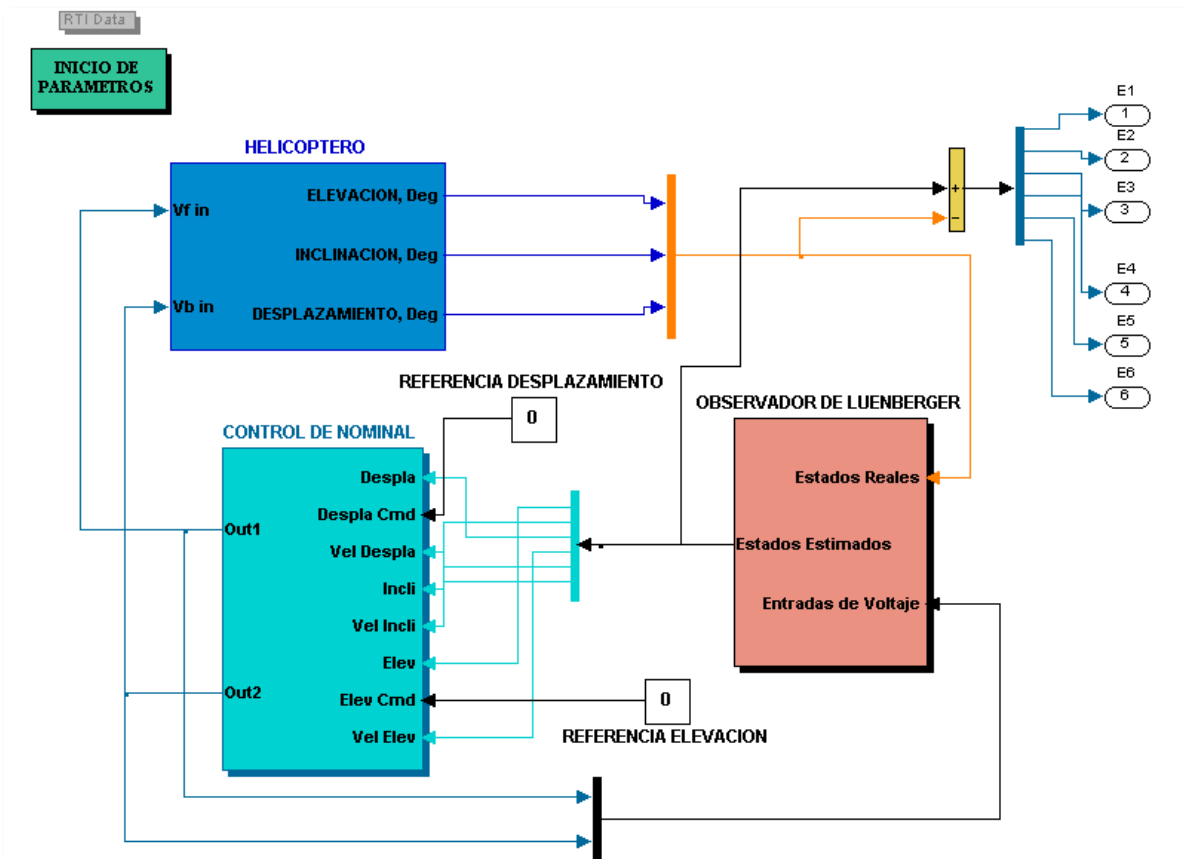 RTI Data
INICIO DE
PARAMETROS
HELICOPTERO
Vf in
Vb in
ELEVACION, Deg
INCLINACION, Deg
DESPLAZAMIENTO, Deg
+
−
E1
1
E2
2
E3
3
E4
4
E5
5
E6
6
REFERENCIA DESPLAZAMIENTO
0
CONTROL DE NOMINAL
Out1
Out2
Despla
Despla Cmd
Vel Despla
Incli
Vel Incli
Elev
Elev Cmd
Vel Elev
OBSERVADOR DE LUENBERGER
Estados Reales
Estados Estimados
Entradas de Voltaje
0
REFERENCIA ELEVACION